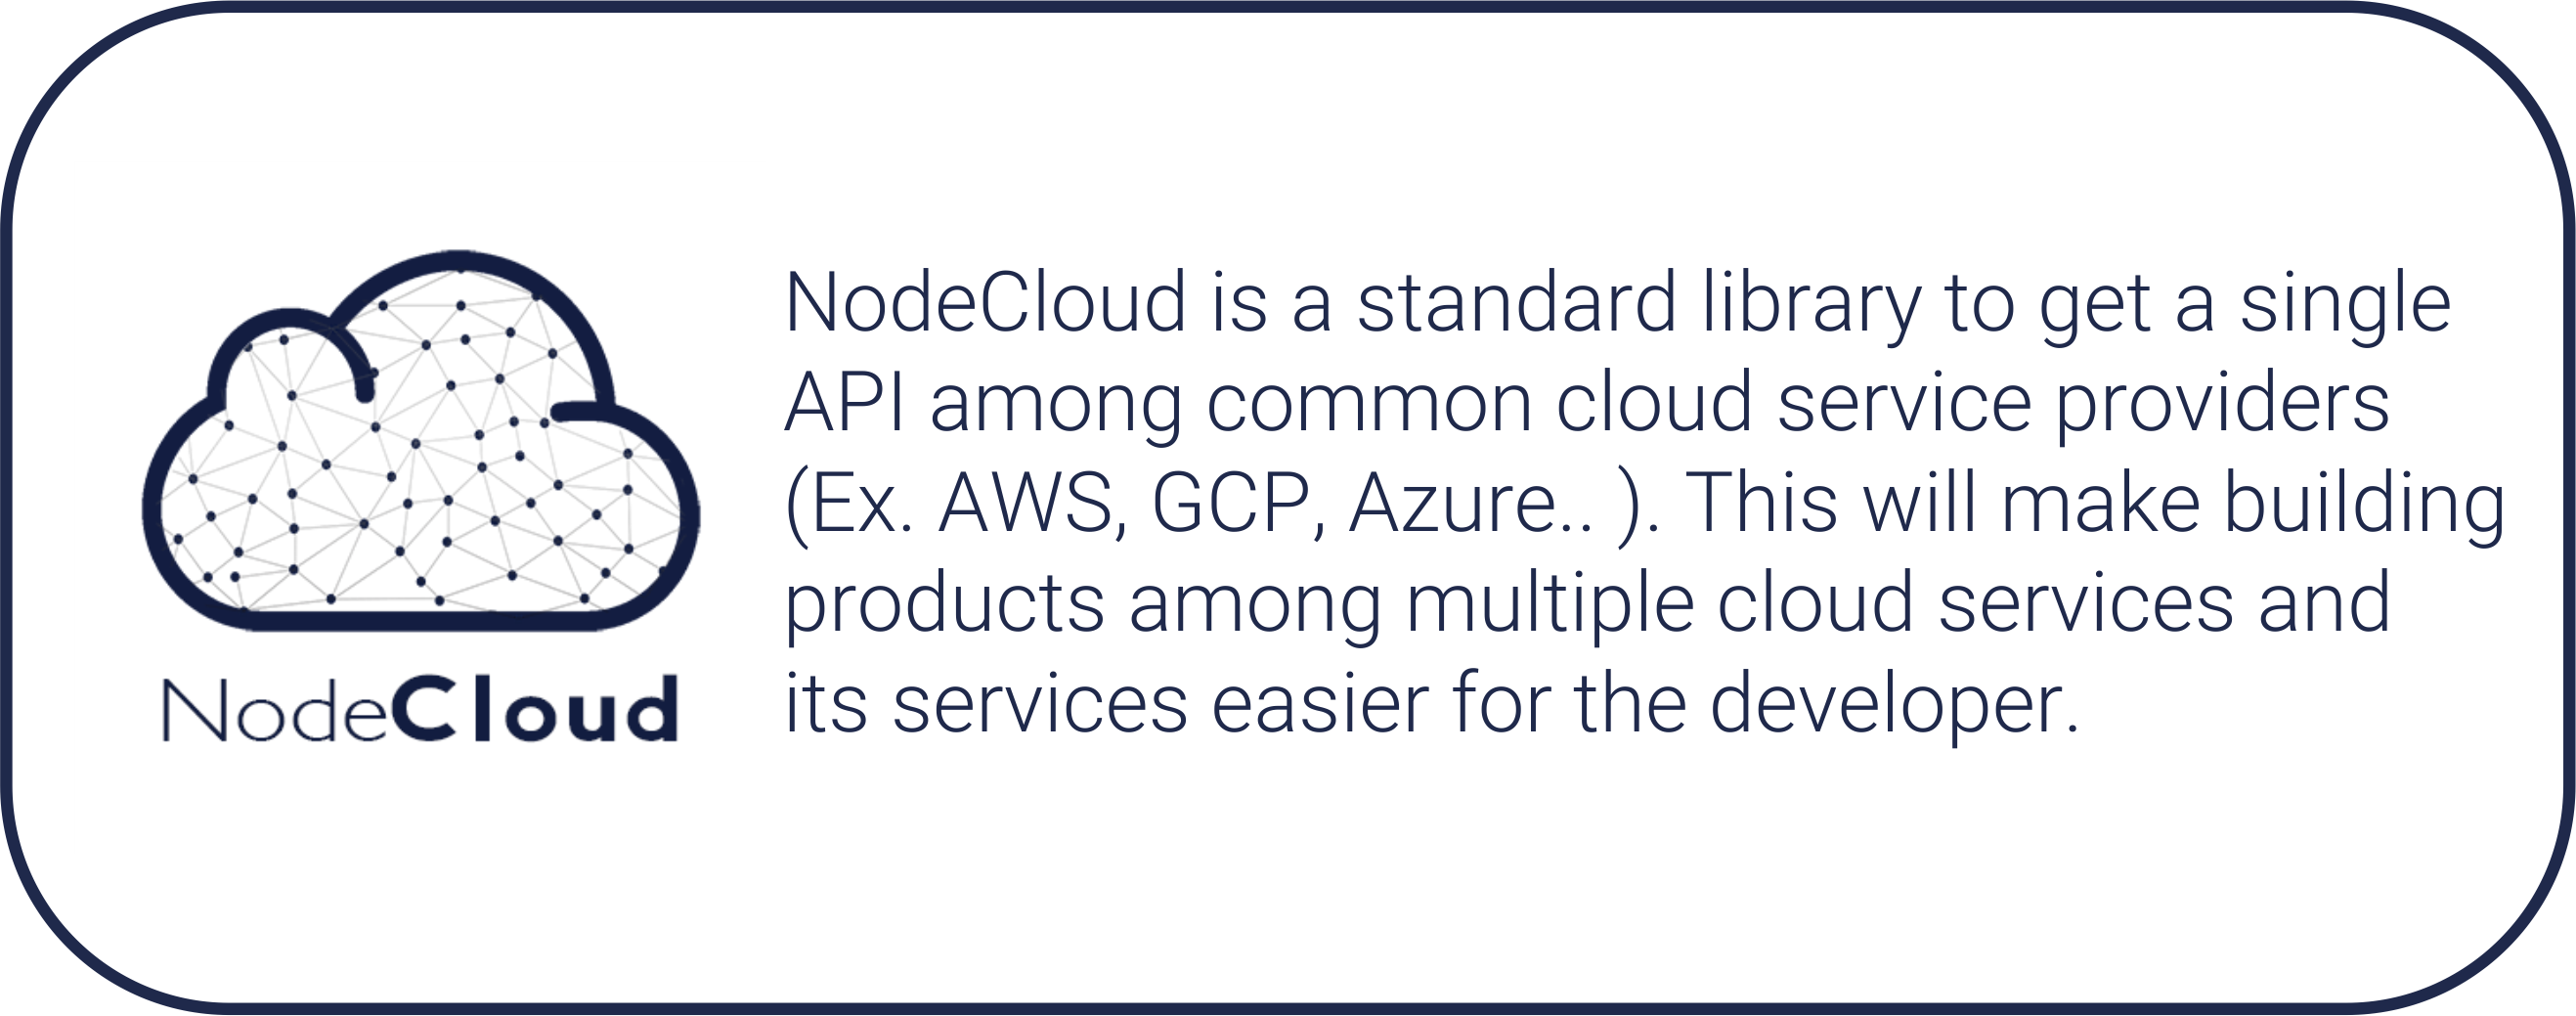 NodeCloud
NodeCloud is a standard library to get a single
API among common cloud service providers
(Ex. AWS, GCP, Azure.. ). This will make building
products among multiple cloud services and
its services easier for the developer.